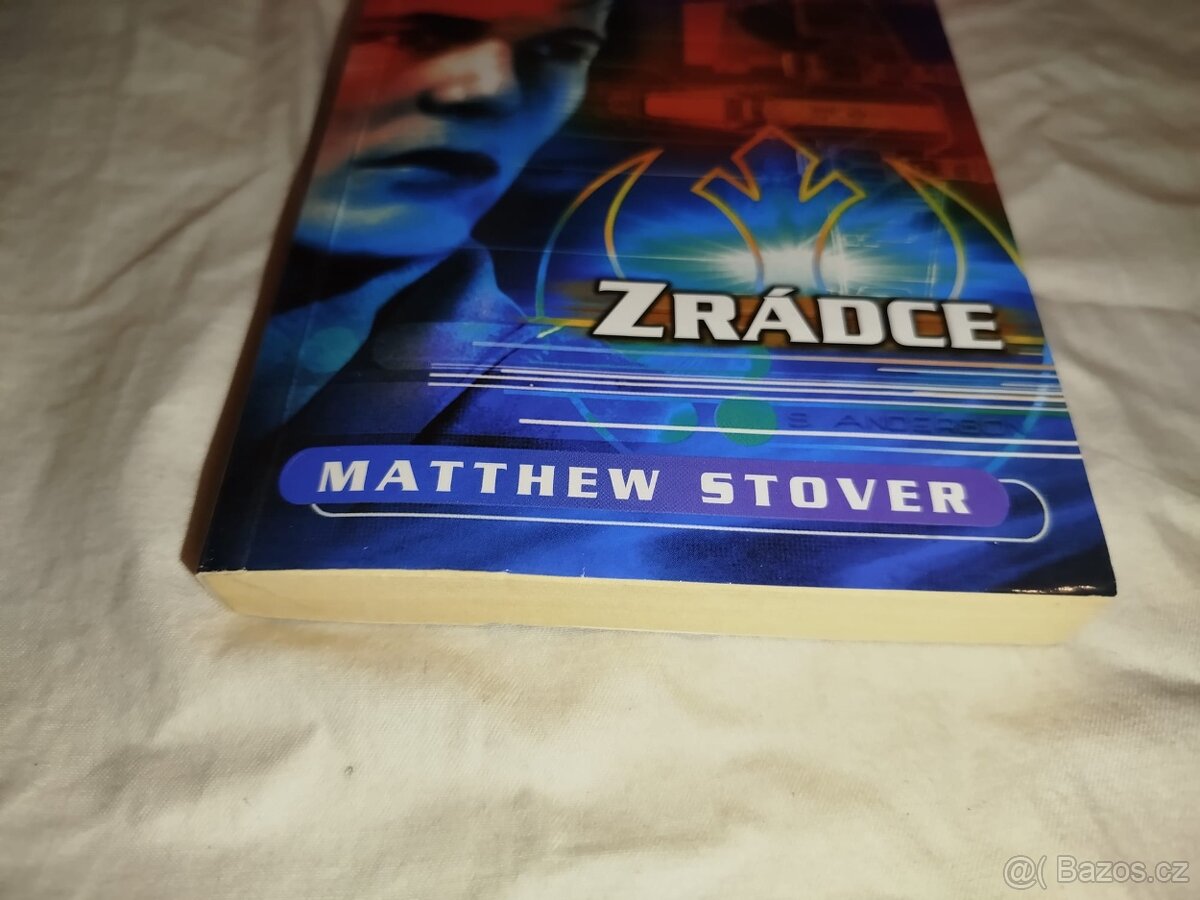 ZRÁDCE
S. ANDERSON
MATTHEW STOVER
@( Bazos.cz